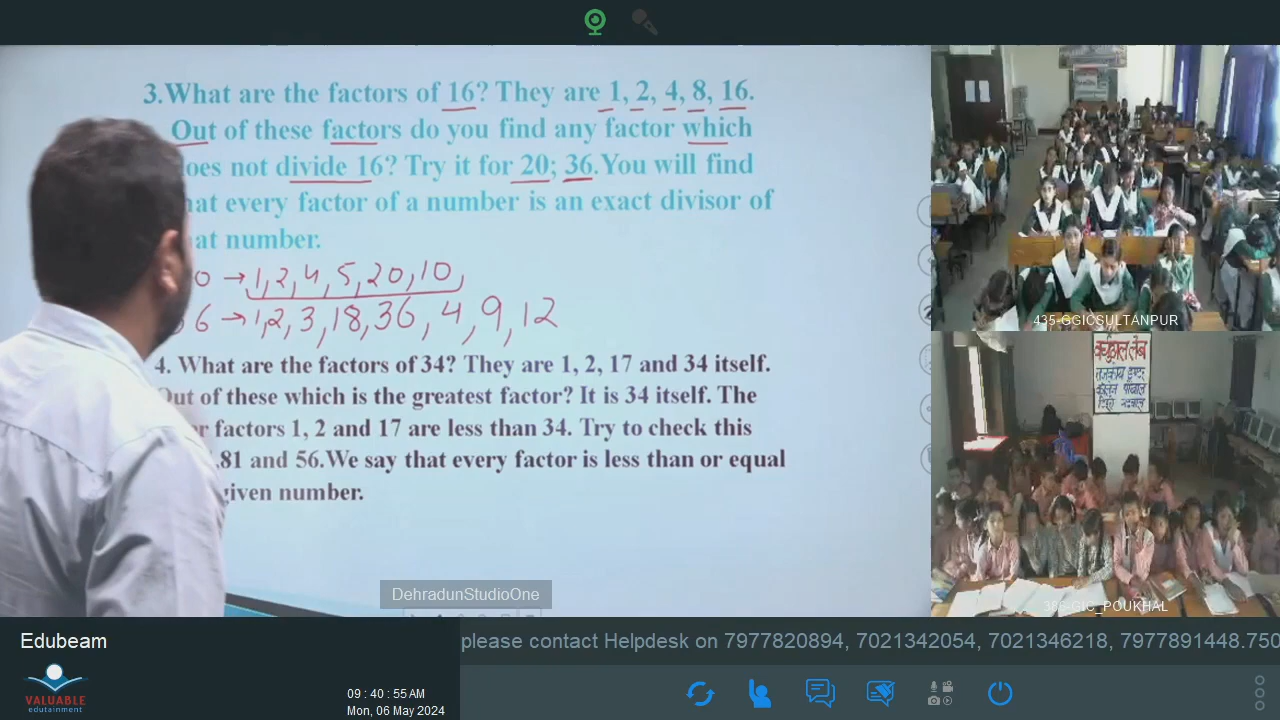 3.What are the factors of 16? They are 1, 2, 4, 8, 16.
Out of these factors do you find any factor which
oes not divide 16? Try it for 20; 36.You will find
hat every factor of a number is an exact divisor of
at number.
0 → 1, 2, 4, 5, 20, 10,
6 → 1, 2, 3, 18, 36, 4, 9, 12
4. What are the factors of 34? They are 1, 2, 17 and 34 itself.
Out of these which is the greatest factor? It is 34 itself. The
r factors 1, 2 and 17 are less than 34. Try to check this
,81 and 56.We say that every factor is less than or equal
given number.
DehradunStudioOne
435-GGICSULTANPUR
राजकीय इण्टर
GIC_POUKHAL
Edubeam
please contact Helpdesk on 7977820894, 7021342054, 7021346218, 7977891448.750
VALUABLE
edutainment
09 : 40 : 55 AM
Mon, 06 May 2024